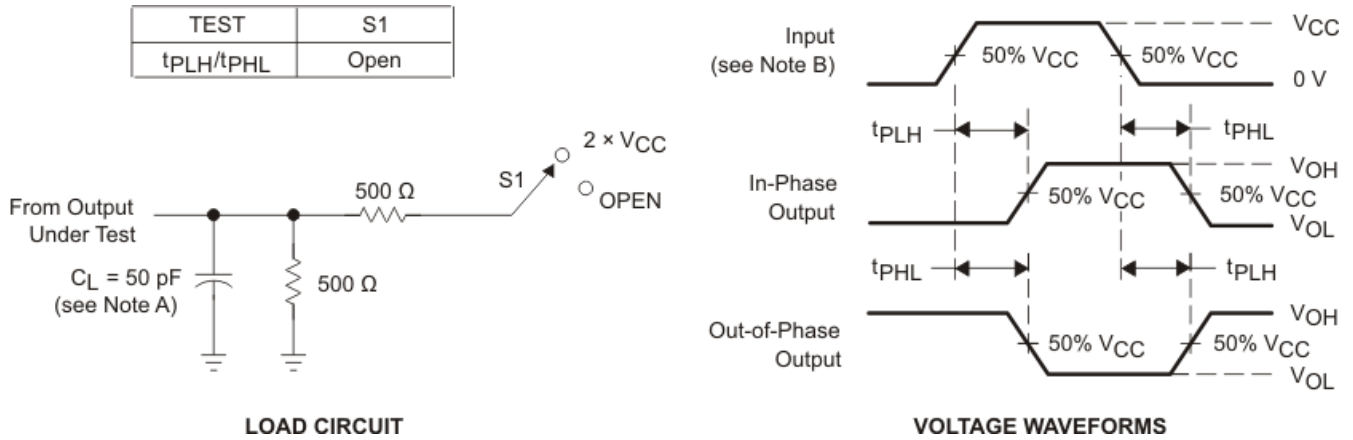 TEST S1
tPLH/tPHL Open
2 × VCC
S1
OPEN
500 Ω
From Output
Under Test
CL = 50 pF
(see Note A)
500 Ω
LOAD CIRCUIT
Input
(see Note B)
50% VCC
50% VCC
VCC
0 V
tPLH
tPHL
In-Phase
Output
50% VCC
50% VCC
VOH
VOL
tPHL
tPLH
Out-of-Phase
Output
50% VCC
50% VCC
VOH
VOL
VOLTAGE WAVEFORMS